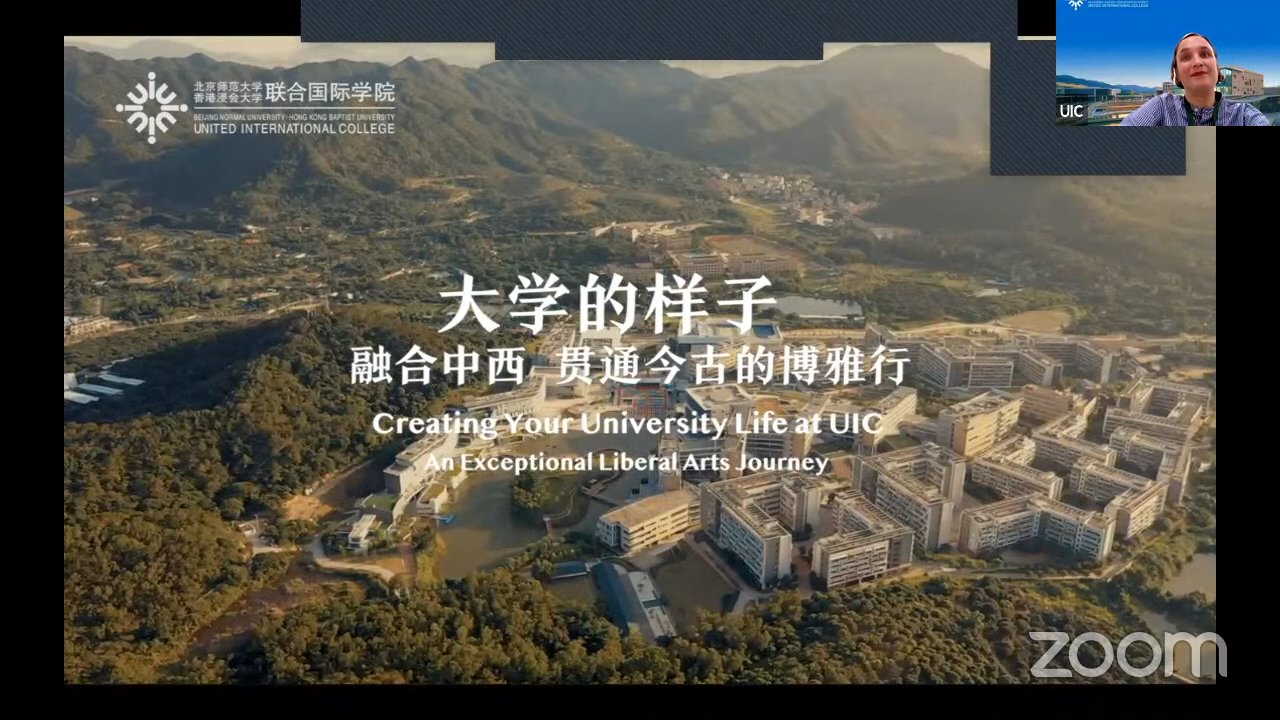 北京师范大学
香港浸会大学
联合国际学院
BEIJING NORMAL UNIVERSITY·HONG KONG BAPTIST UNIVERSITY
UNITED INTERNATIONAL COLLEGE
UNITED INTERNATIONAL COLLEGE
UIC
大学的样子
融合中西 贯通今古的博雅行
Creating Your University Life at UIC
An Exceptional Liberal Arts Journey
zoom